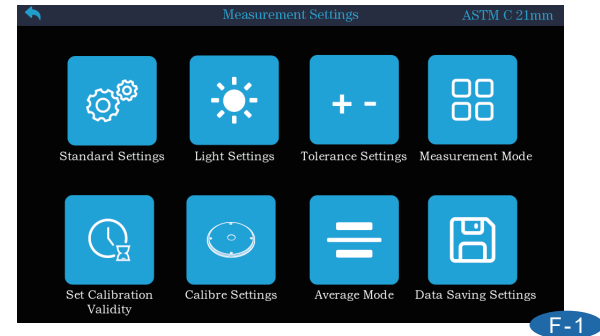 Measurement Settings ASTM C 21mm
+ -
Standard Settings Light Settings Tolerance Settings Measurement Mode
Set Calibration Validity Calibre Settings Average Mode Data Saving Settings
F-1